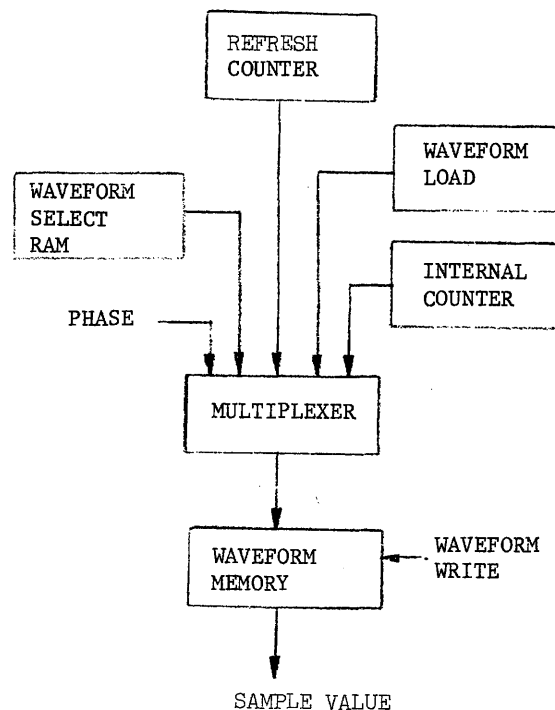 REFRESH
COUNTER
WAVEFORM
LOAD
WAVEFORM
SELECT
RAM
INTERNAL
COUNTER
PHASE
MULTIPLEXER
WAVEFORM
MEMORY
WAVEFORM
WRITE
SAMPLE VALUE